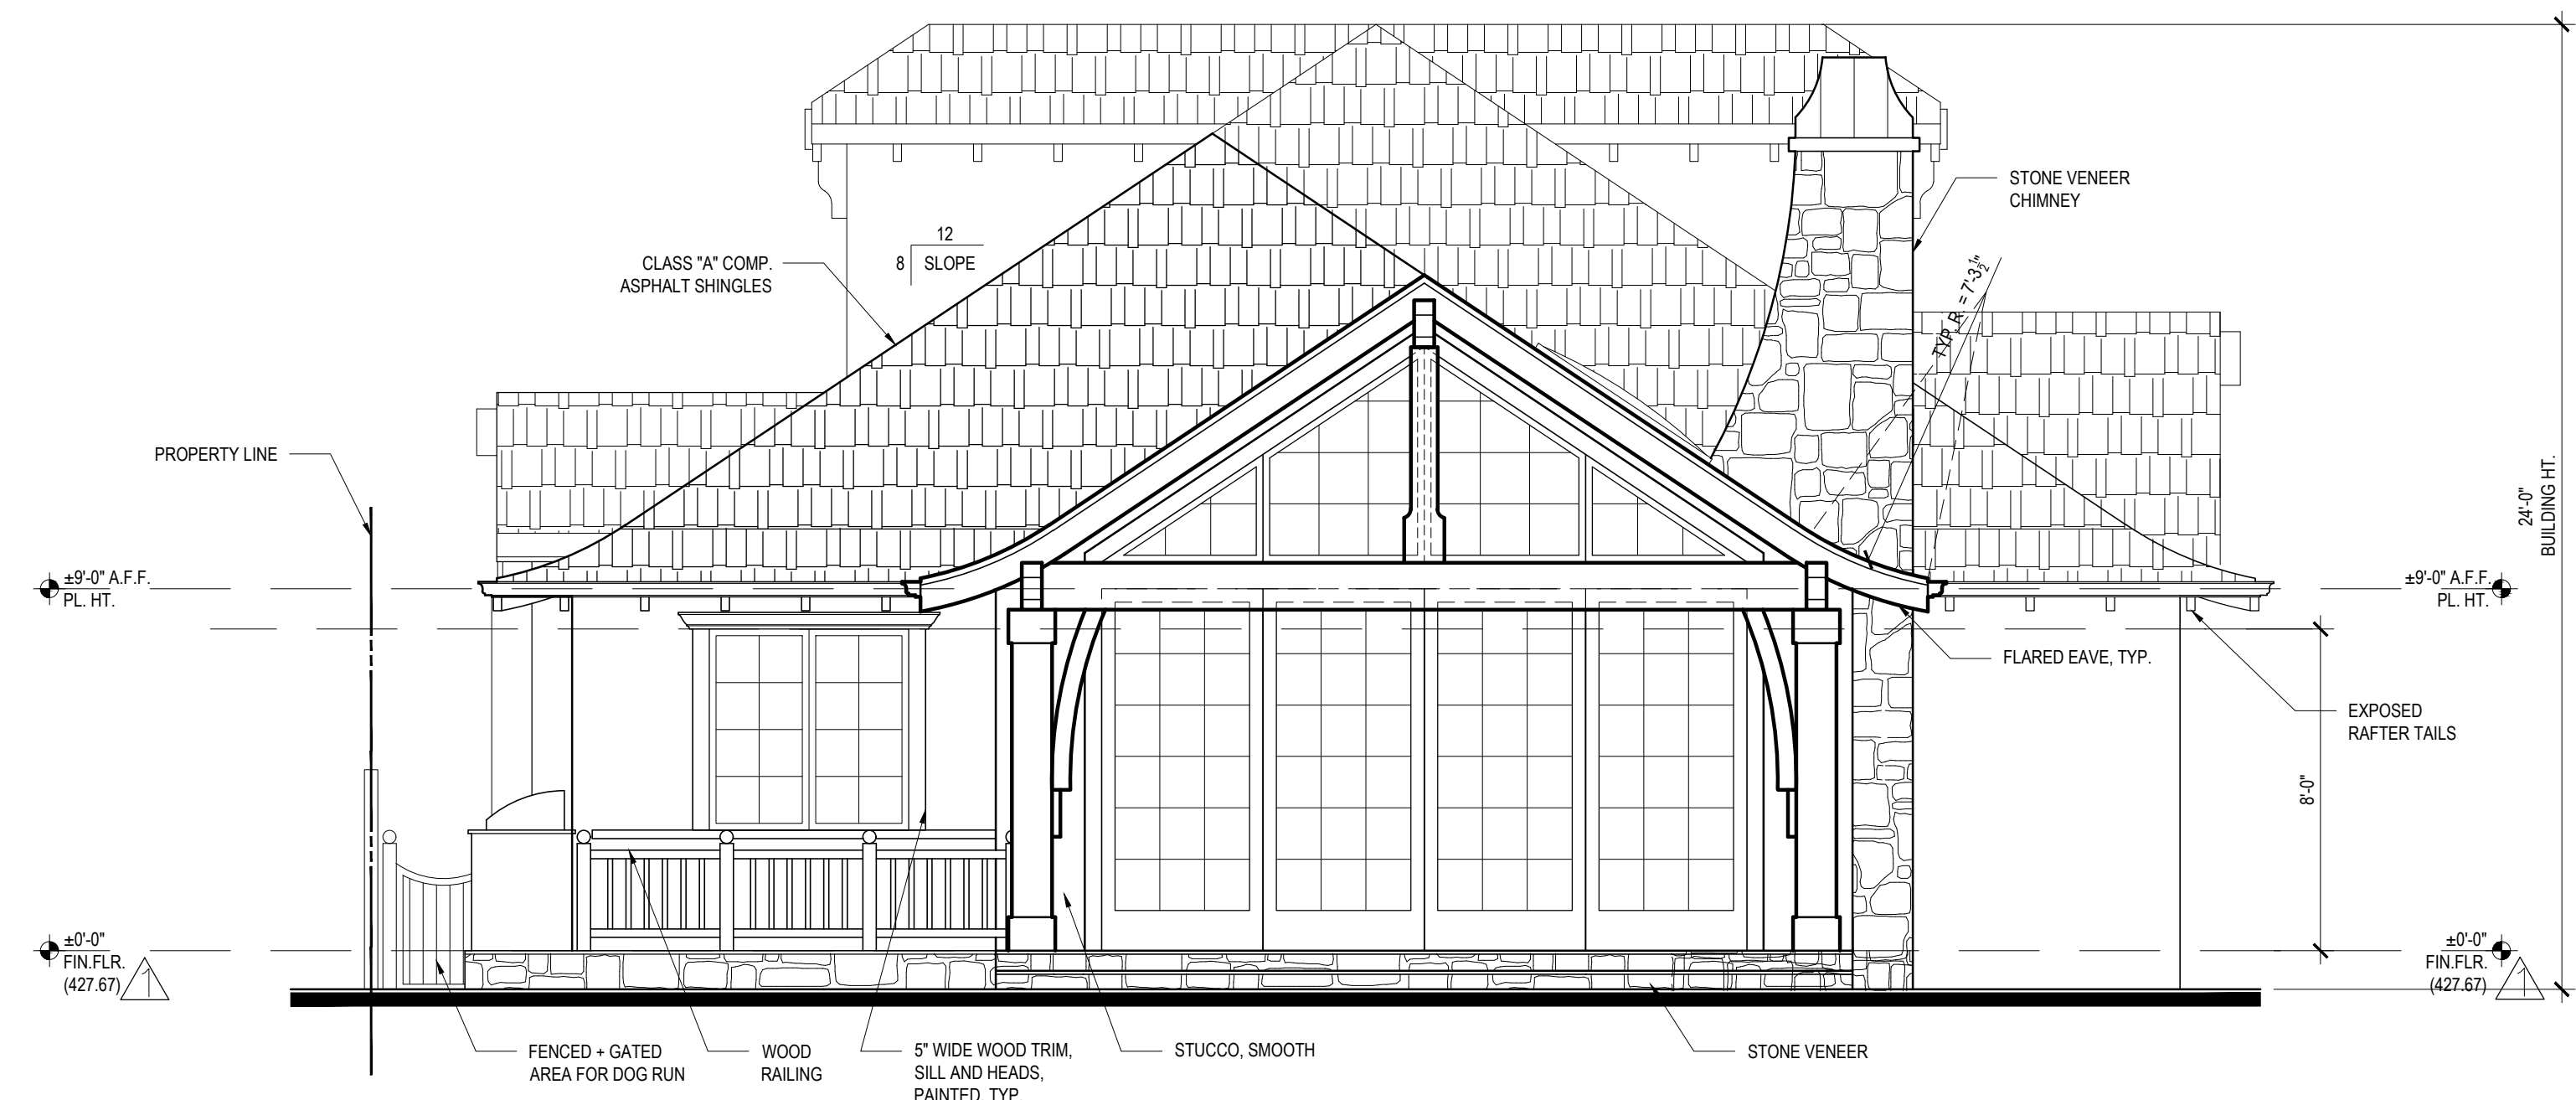 STONE VENEER
CHIMNEY
12
8 SLOPE
CLASS "A" COMP.
ASPHALT SHINGLES
TYP. R. = 7'-3½"
PROPERTY LINE
24'-0"
BUILDING HT.
±9'-0" A.F.F.
PL. HT.
±9'-0" A.F.F.
PL. HT.
FLARED EAVE, TYP.
EXPOSED
RAFTER TAILS
8'-0"
±0'-0"
FIN.FLR.
(427.67)
1
±0'-0"
FIN.FLR.
(427.67)
1
FENCED + GATED
AREA FOR DOG RUN
WOOD
RAILING
5" WIDE WOOD TRIM,
SILL AND HEADS,
PAINTED, TYP.
STUCCO, SMOOTH
STONE VENEER